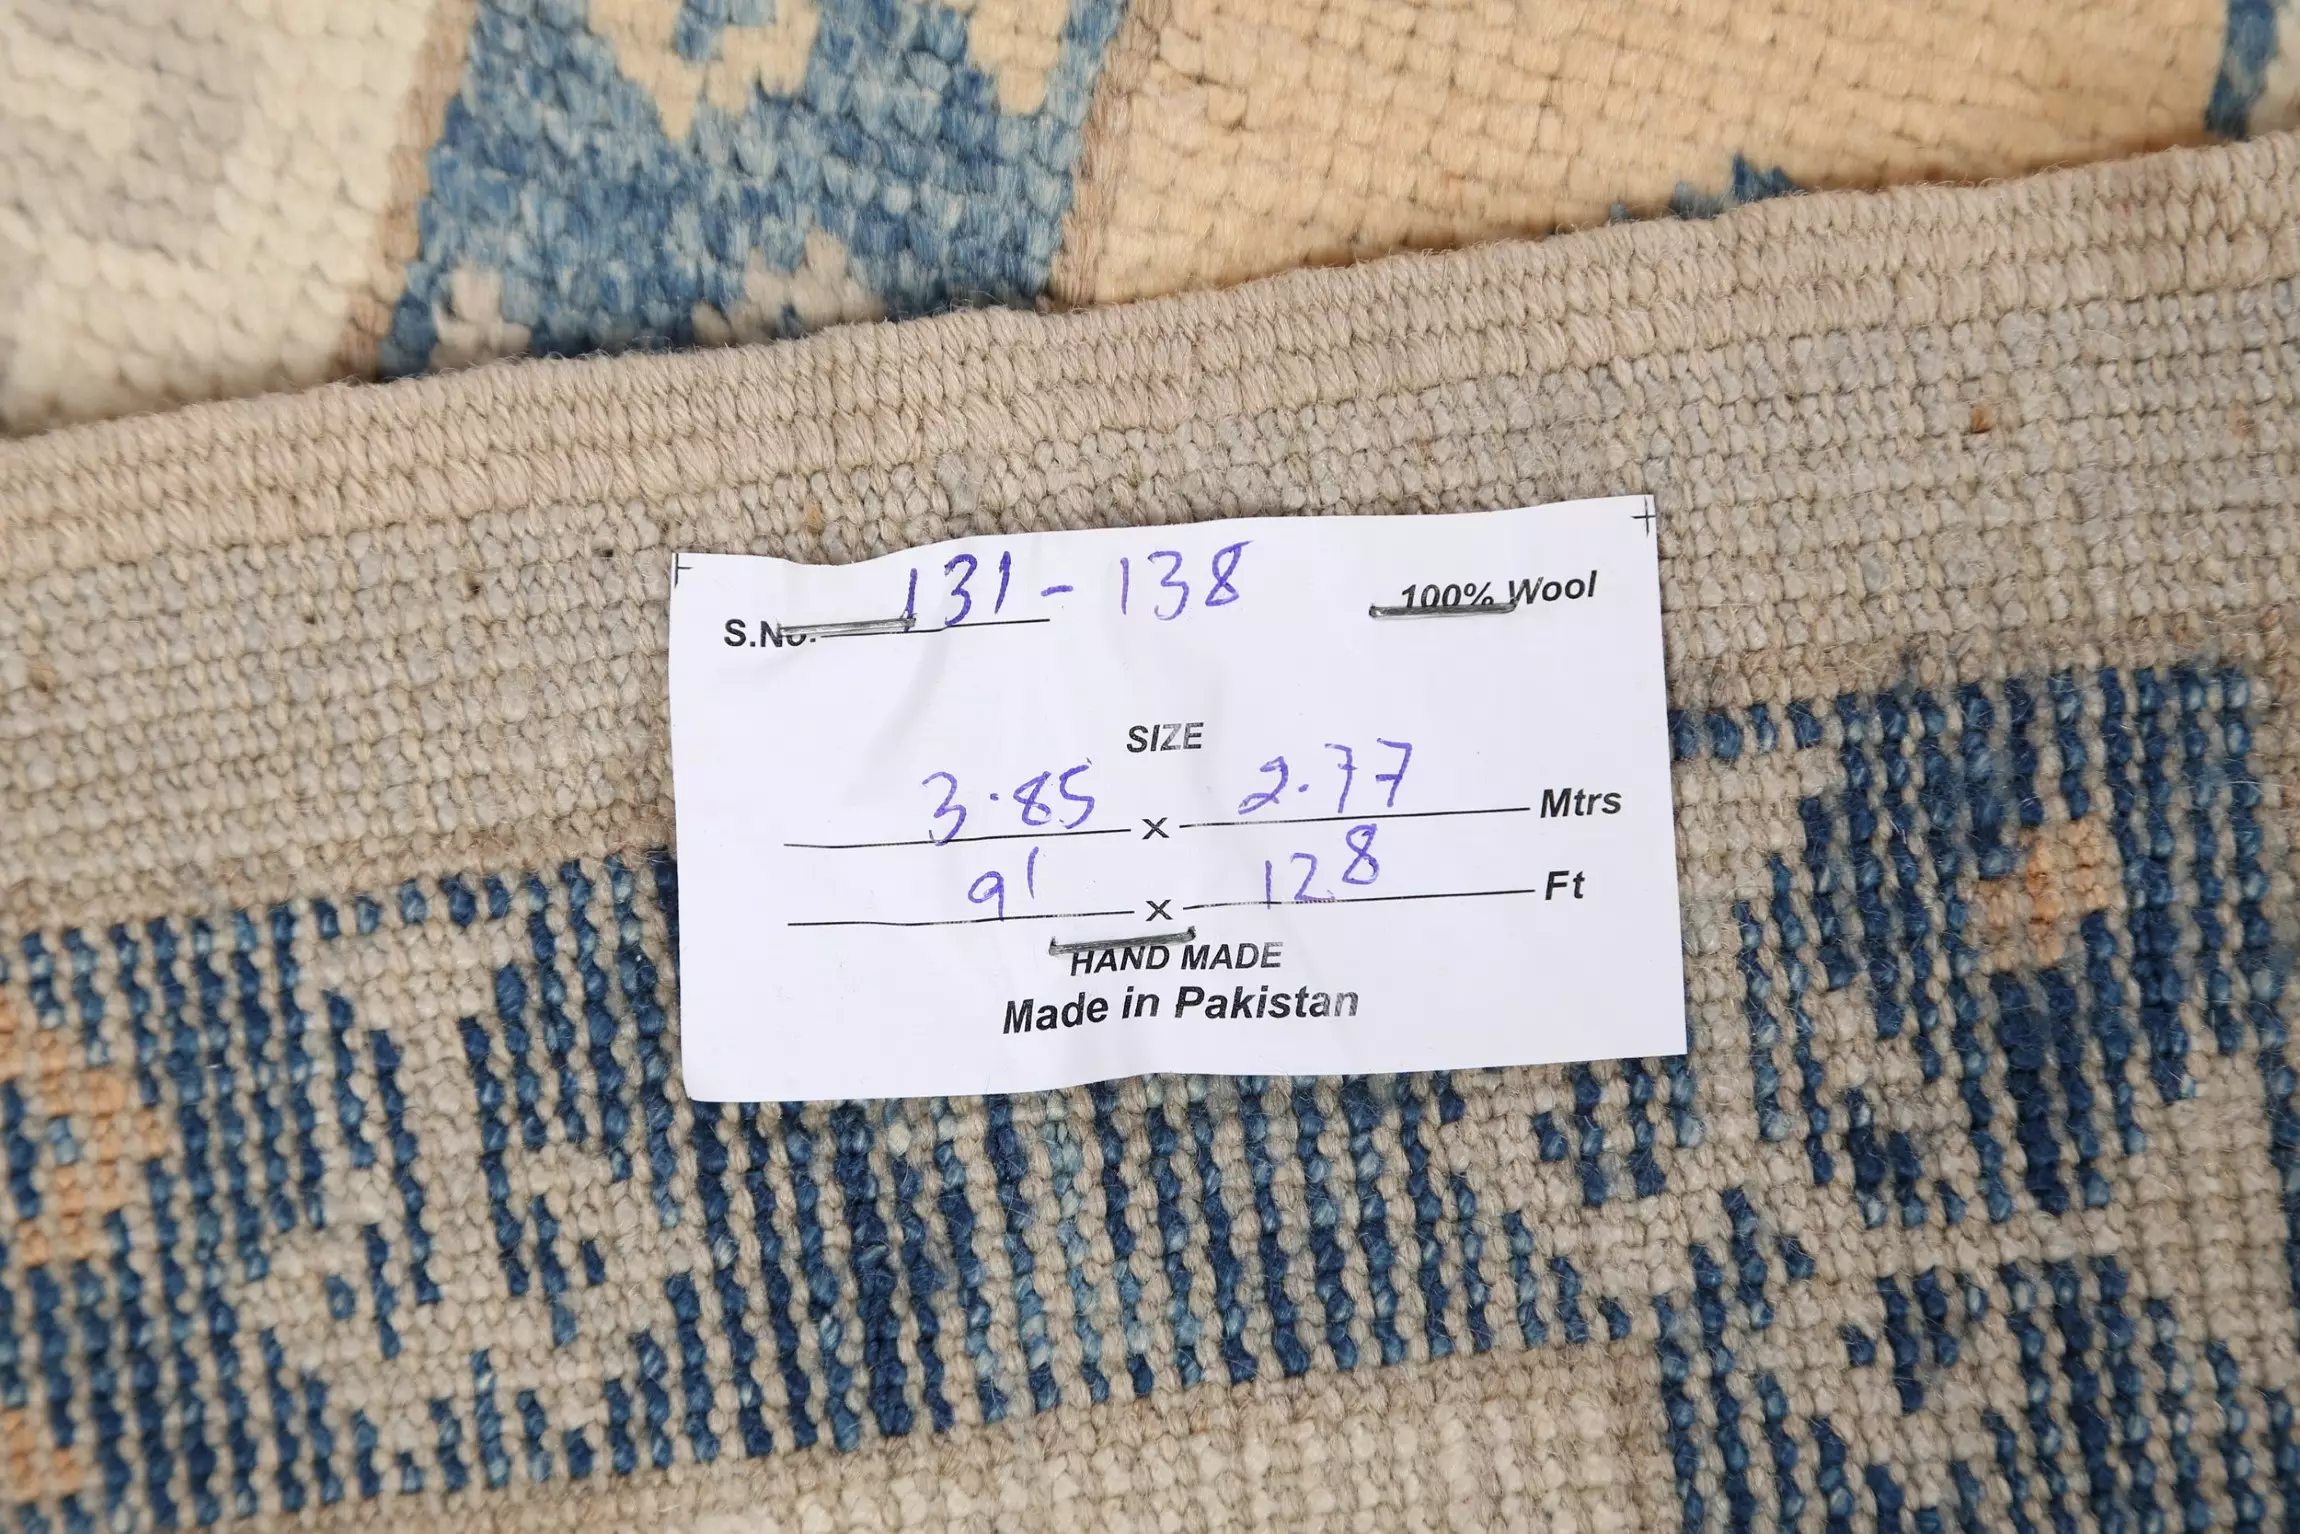 S.No. 131-138 100% Wool
SIZE
3.85 x 2.77 Mtrs
9' x 12 8 Ft
HAND MADE
Made in Pakistan